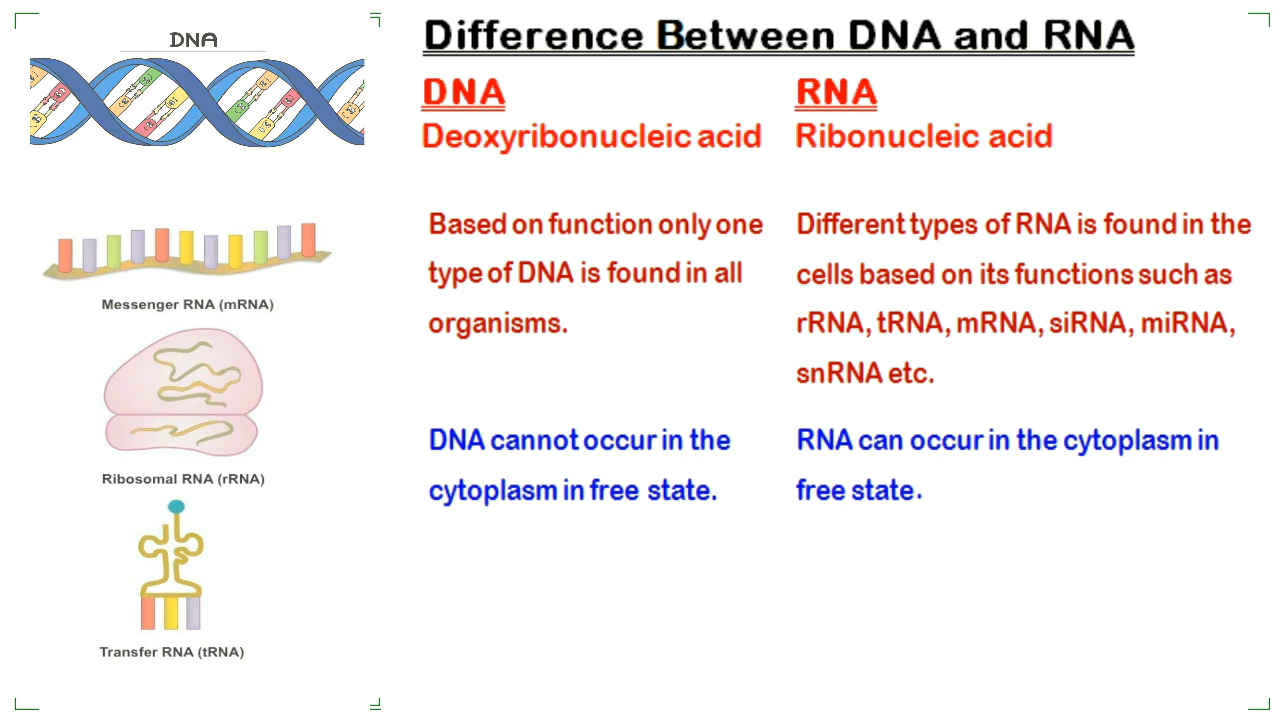 DNA
Messenger RNA (mRNA)
Ribosomal RNA (rRNA)
Transfer RNA (tRNA)
Difference Between DNA and RNA
DNA
Deoxyribonucleic acid
Based on function only one
type of DNA is found in all
organisms.
DNA cannot occur in the
cytoplasm in free state.
RNA
Ribonucleic acid
Different types of RNA is found in the
cells based on its functions such as
rRNA, tRNA, mRNA, siRNA, miRNA,
snRNA etc.
RNA can occur in the cytoplasm in
free state.